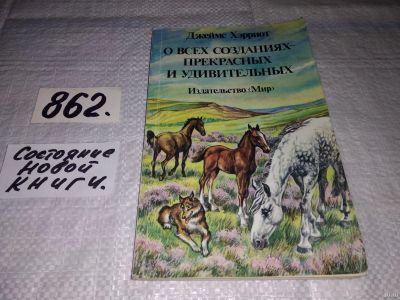 Джеймс Хэрриот
О ВСЕХ СОЗДАНИЯХ–
ПРЕКРАСНЫХ
И УДИВИТЕЛЬНЫХ
Издательство «Мир»
862.
Состояние
новой
книги.